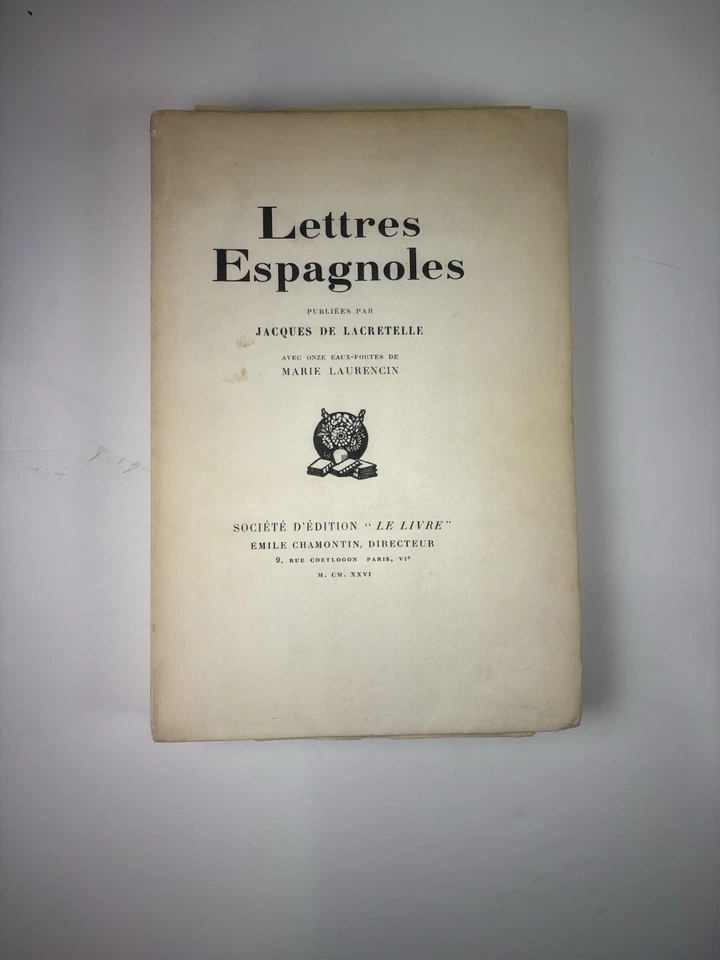 Lettres
Espagnoles
PUBLIÉES PAR
JACQUES DE LACRETELLE
AVEC ONZE EAUX-FORTES DE
MARIE LAURENCIN
SOCIÉTÉ D'ÉDITION "LE LIVRE"
ÉMILE CHAMONTIN, DIRECTEUR
9, RUE COETLOGON PARIS, VIe
M. CM. XXVI